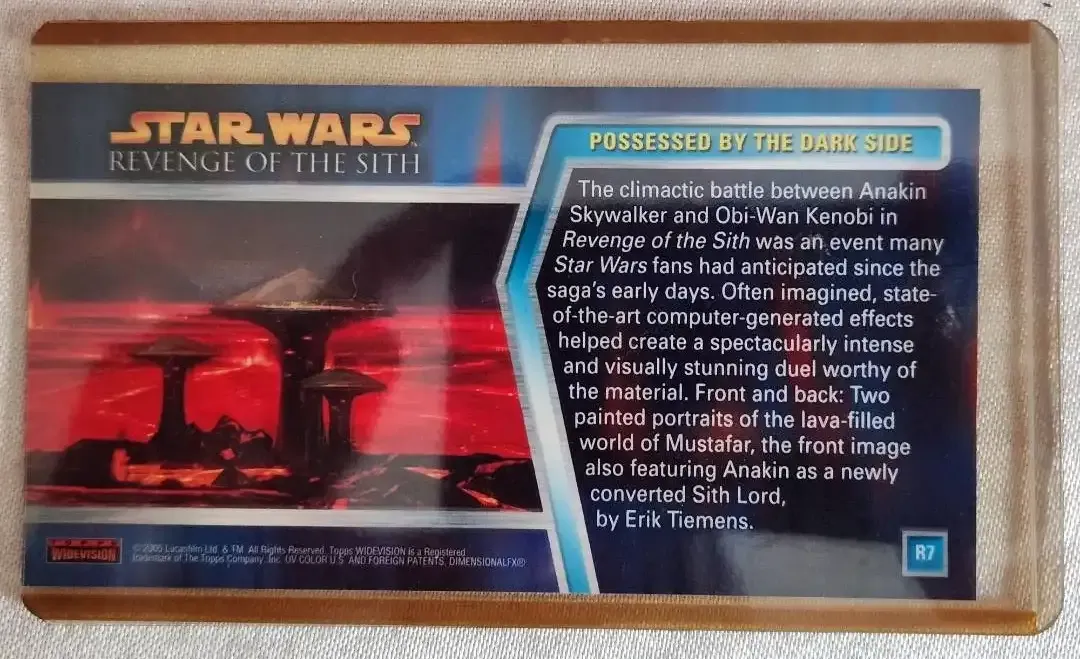 STAR WARS
REVENGE OF THE SITH
POSSESSED BY THE DARK SIDE
The climactic battle between Anakin
Skywalker and Obi-Wan Kenobi in
Revenge of the Sith was an event many
Star Wars fans had anticipated since the
saga's early days. Often imagined, state-
of-the-art computer-generated effects
helped create a spectacularly intense
and visually stunning duel worthy of
the material. Front and back: Two
painted portraits of the lava-filled
world of Mustafar, the front image
also featuring Anakin as a newly
converted Sith Lord,
by Erik Tiemens.
TOPPS
WIDEVISION
©2005 Lucasfilm Ltd. & TM. All Rights Reserved. Topps WIDEVISION is a Registered
trademark of The Topps Company, Inc. UV COLOR U.S. AND FOREIGN PATENTS. DIMENSIONALFX®
R7